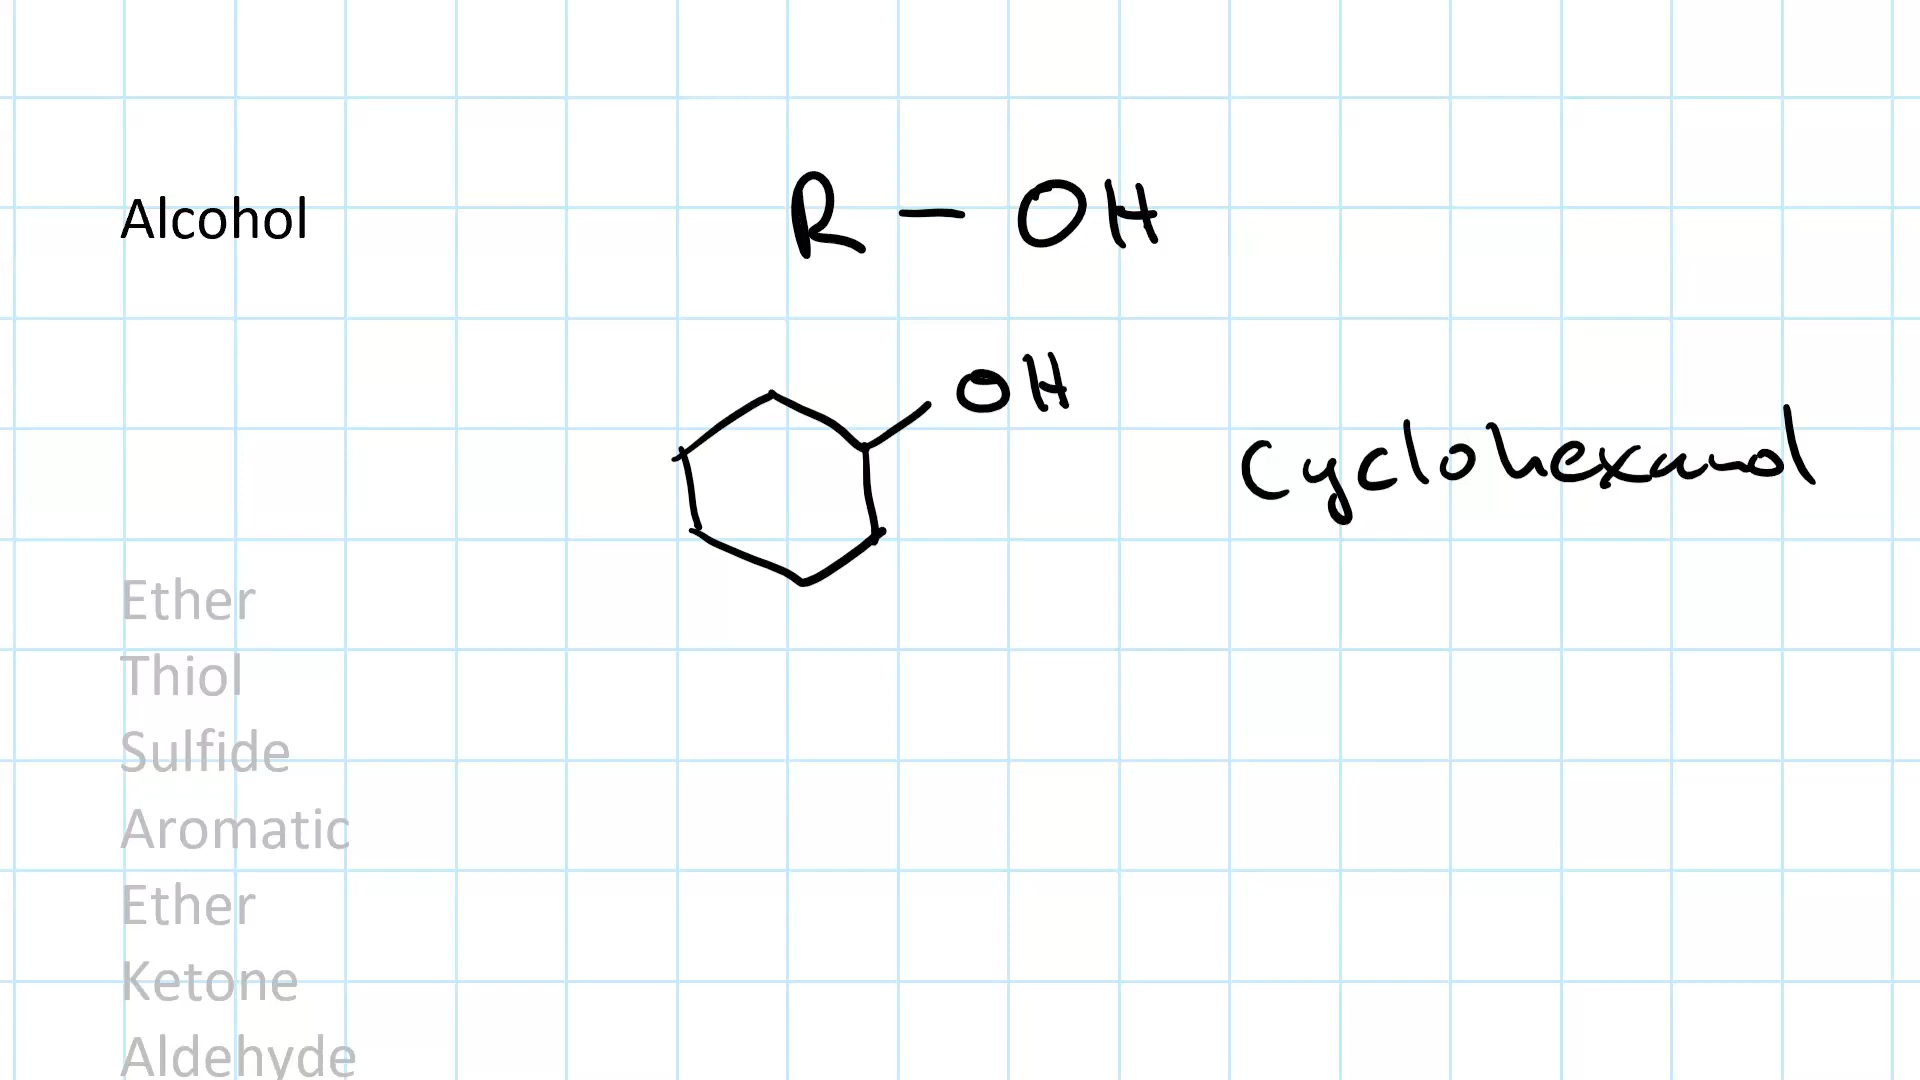 Alcohol R - OH
OH
Cyclohexanol
Ether
Thiol
Sulfide
Aromatic
Ether
Ketone
Aldehyde